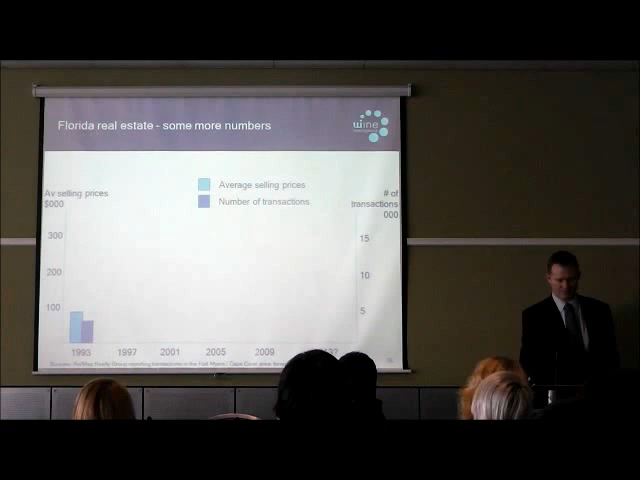 Florida real estate - some more numbers
wine
Av selling prices
$000
Average selling prices
Number of transactions
# of
transactions
000
300
200
100
15
10
5
1993 1997 2001 2005 2009